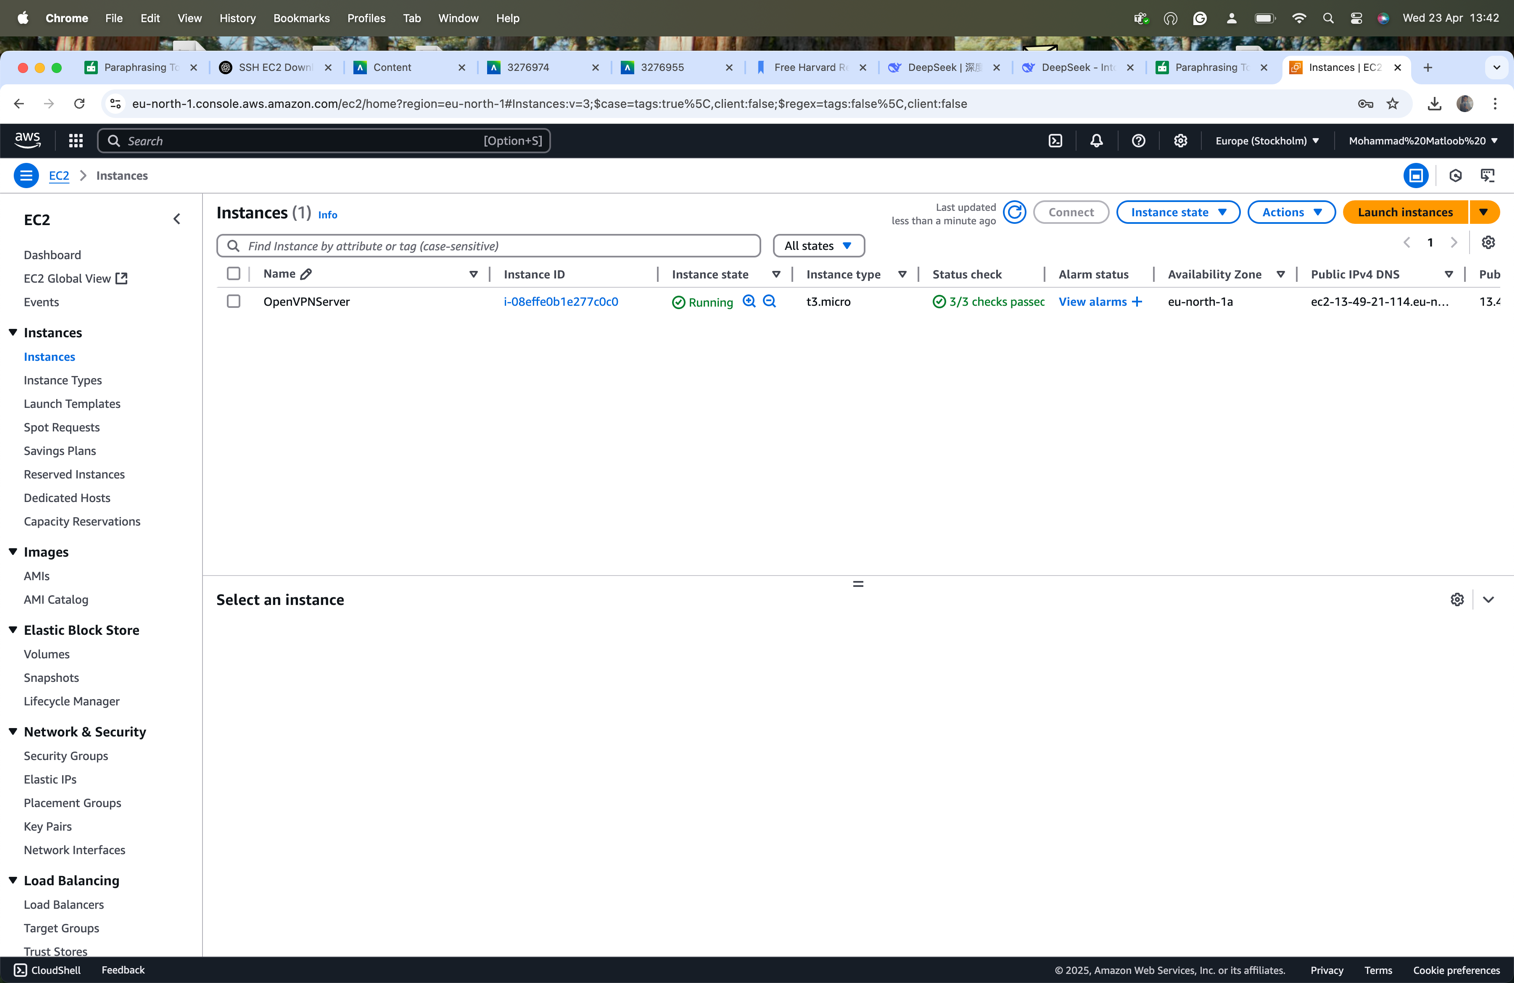 Chrome File Edit View History Bookmarks Profiles Tab Window Help Wed 23 Apr 13:42
Paraphrasing To SSH EC2 Down Content 3276974 3276955 Free Harvard R DeepSeek | 深度 DeepSeek - Int Paraphrasing To Instances | EC2
eu-north-1.console.aws.amazon.com/ec2/home?region=eu-north-1#Instances:v=3;$case=tags:true%5C,client:false;$regex=tags:false%5C,client:false
aws Search [Option+S] Europe (Stockholm) Mohammad%20Matloob%20
EC2 Instances
EC2
Dashboard
EC2 Global View
Events
Instances
Instances
Instance Types
Launch Templates
Spot Requests
Savings Plans
Reserved Instances
Dedicated Hosts
Capacity Reservations
Images
AMIs
AMI Catalog
Elastic Block Store
Volumes
Snapshots
Lifecycle Manager
Network & Security
Security Groups
Elastic IPs
Placement Groups
Key Pairs
Network Interfaces
Load Balancing
Load Balancers
Target Groups
Trust Stores
Instances (1) Info
Last updated
less than a minute ago
Connect Instance state Actions Launch instances
Find Instance by attribute or tag (case-sensitive) All states 1
Name Instance ID Instance state Instance type Status check Alarm status Availability Zone Public IPv4 DNS Pub
OpenVPNServer i-08effe0b1e277c0c0 Running t3.micro 3/3 checks passec View alarms + eu-north-1a ec2-13-49-21-114.eu-n... 13.4
Select an instance
CloudShell Feedback © 2025, Amazon Web Services, Inc. or its affiliates. Privacy Terms Cookie preferences